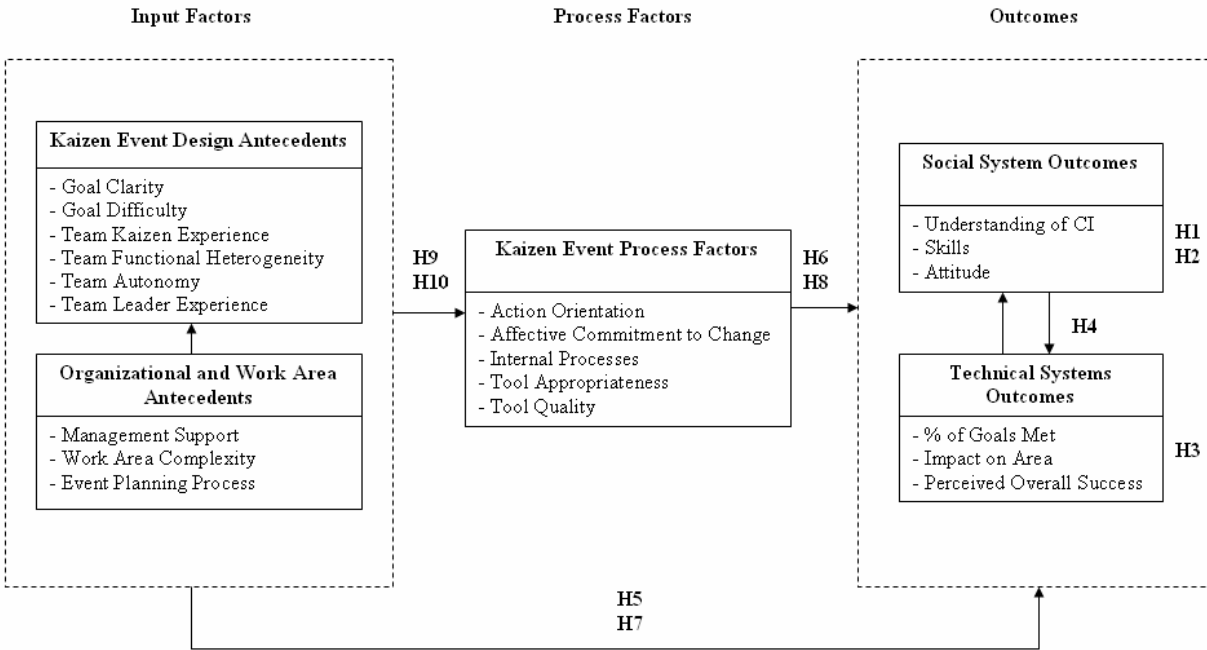 Input Factors
Process Factors
Outcomes
Kaizen Event Design Antecedents
- Goal Clarity
- Goal Difficulty
- Team Kaizen Experience
- Team Functional Heterogeneity
- Team Autonomy
- Team Leader Experience
Organizational and Work Area
Antecedents
- Management Support
- Work Area Complexity
- Event Planning Process
H9
H10
Kaizen Event Process Factors
- Action Orientation
- Affective Commitment to Change
- Internal Processes
- Tool Appropriateness
- Tool Quality
H6
H8
Social System Outcomes
- Understanding of CI
- Skills
- Attitude
H1
H2
H4
Technical Systems
Outcomes
- % of Goals Met
- Impact on Area
- Perceived Overall Success
H3
H5
H7